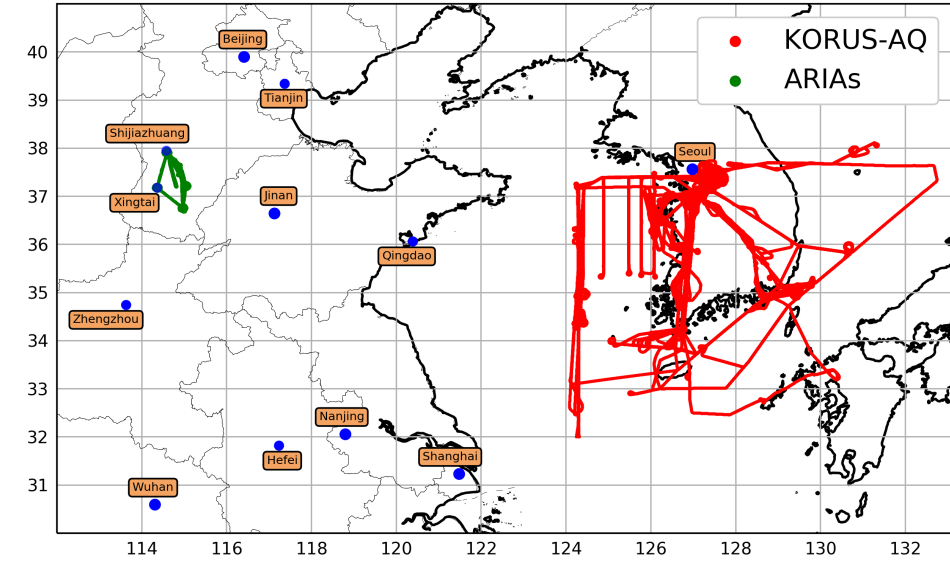 KORUS-AQ
ARIAs
Beijing
Tianjin
Shijiazhuang
Seoul
Xingtai
Jinan
Qingdao
Zhengzhou
Nanjing
Hefei
Shanghai
Wuhan
40
39
38
37
36
35
34
33
32
31
114 116 118 120 122 124 126 128 130 132